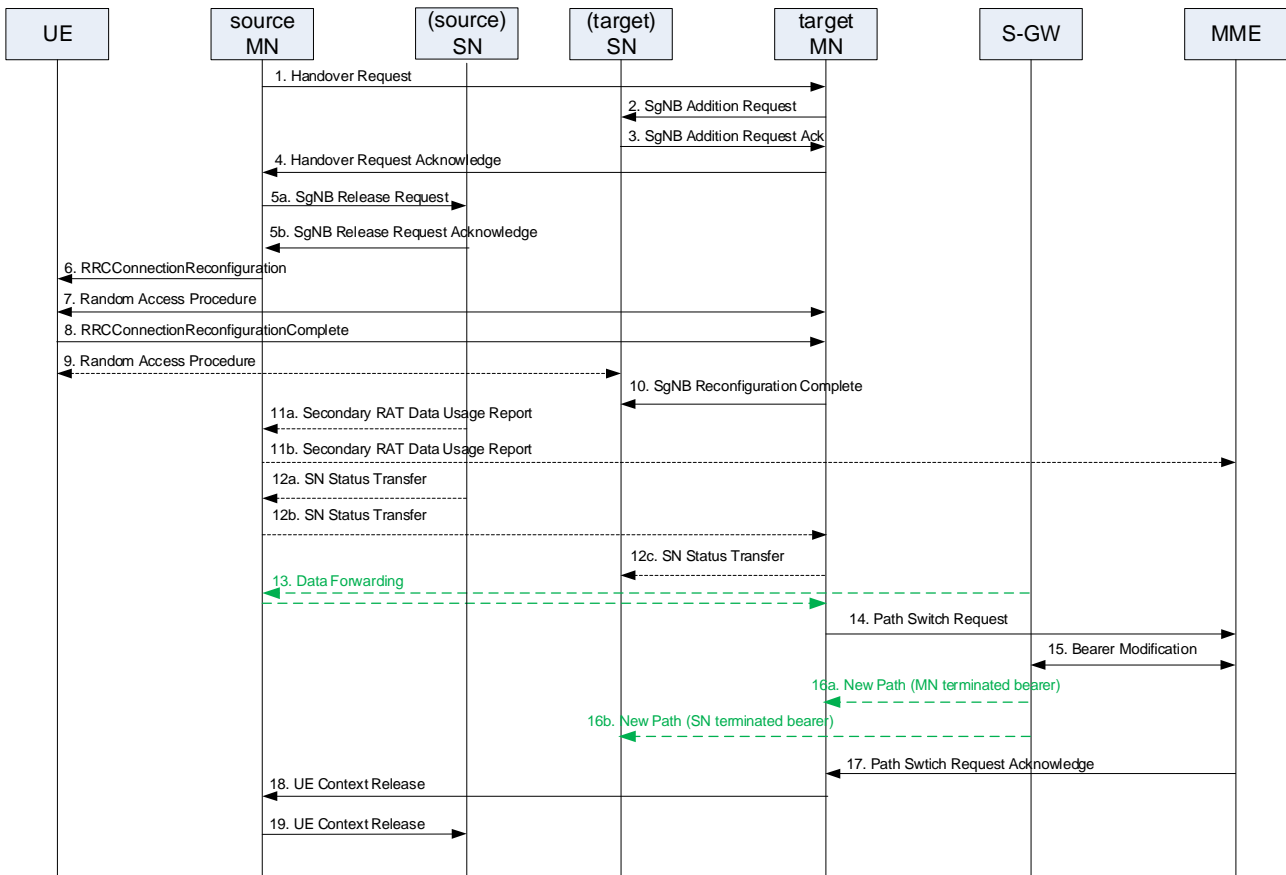 UE
source
MN
(source)
SN
(target)
SN
target
MN
S-GW
MME
1. Handover Request
2. SgNB Addition Request
3. SgNB Addition Request Ack
4. Handover Request Acknowledge
5a. SgNB Release Request
5b. SgNB Release Request Acknowledge
6. RRCConnectionReconfiguration
7. Random Access Procedure
8. RRCConnectionReconfigurationComplete
9. Random Access Procedure
10. SgNB Reconfiguration Complete
11a. Secondary RAT Data Usage Report
11b. Secondary RAT Data Usage Report
12a. SN Status Transfer
12b. SN Status Transfer
12c. SN Status Transfer
13. Data Forwarding
14. Path Switch Request
15. Bearer Modification
16a. New Path (MN terminated bearer)
16b. New Path (SN terminated bearer)
17. Path Swtich Request Acknowledge
18. UE Context Release
19. UE Context Release